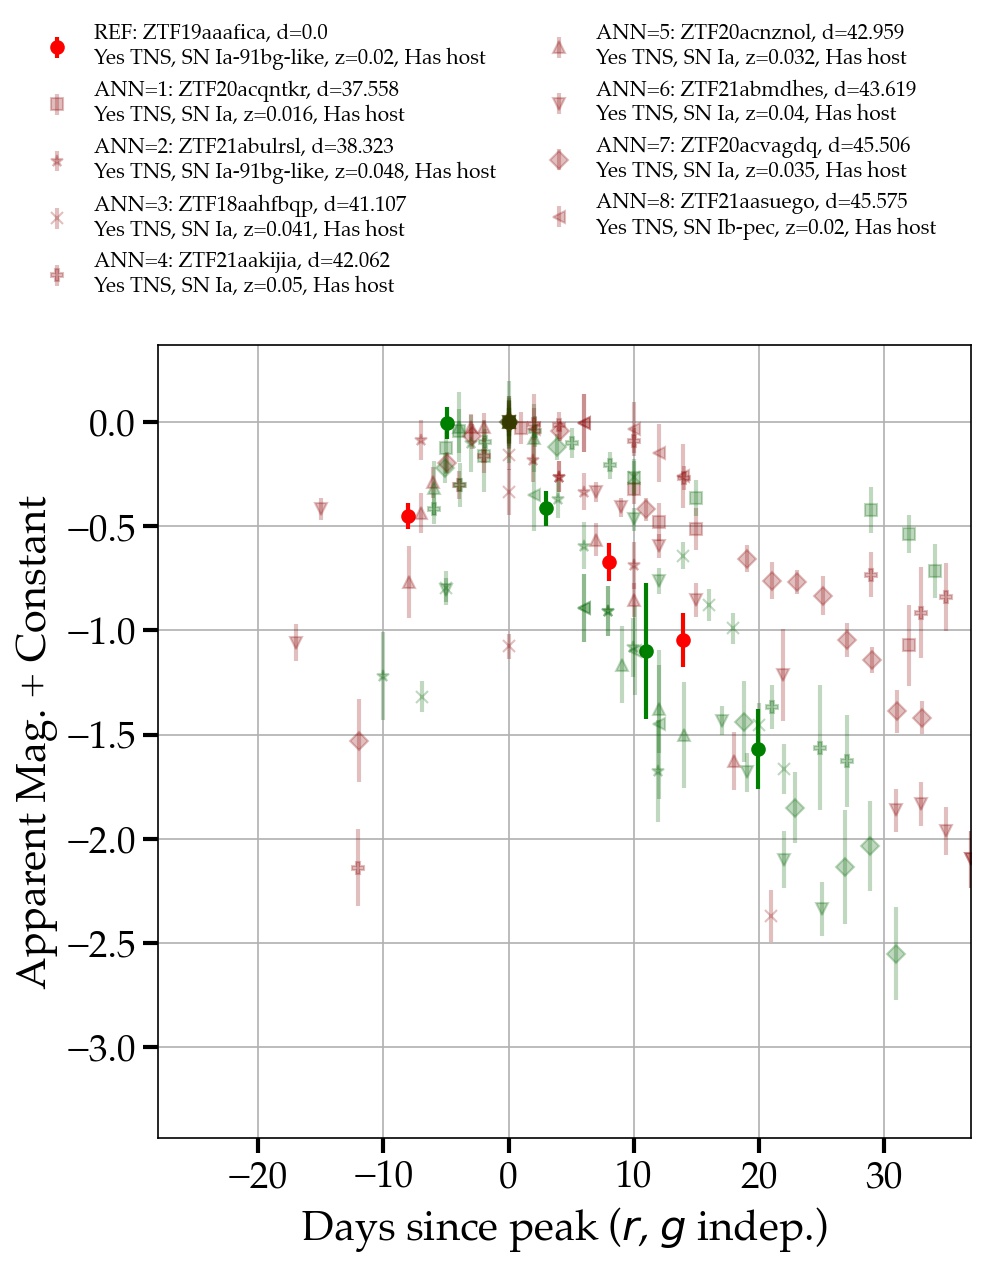 REF: ZTF19aaafica, d=0.0
Yes TNS, SN Ia-91bg-like, z=0.02, Has host
ANN=1: ZTF20acqntkr, d=37.558
Yes TNS, SN Ia, z=0.016, Has host
ANN=2: ZTF21abulrsl, d=38.323
Yes TNS, SN Ia-91bg-like, z=0.048, Has host
ANN=3: ZTF18aahfbqp, d=41.107
Yes TNS, SN Ia, z=0.041, Has host
ANN=4: ZTF21aakijia, d=42.062
Yes TNS, SN Ia, z=0.05, Has host
ANN=5: ZTF20acnznol, d=42.959
Yes TNS, SN Ia, z=0.032, Has host
ANN=6: ZTF21abmdhes, d=43.619
Yes TNS, SN Ia, z=0.04, Has host
ANN=7: ZTF20acvagdq, d=45.506
Yes TNS, SN Ia, z=0.035, Has host
ANN=8: ZTF21aasuego, d=45.575
Yes TNS, SN Ib-pec, z=0.02, Has host
Apparent Mag. + Constant
0.0
−0.5
−1.0
−1.5
−2.0
−2.5
−3.0
−20
−10
0
10
20
30
Days since peak (r, g indep.)